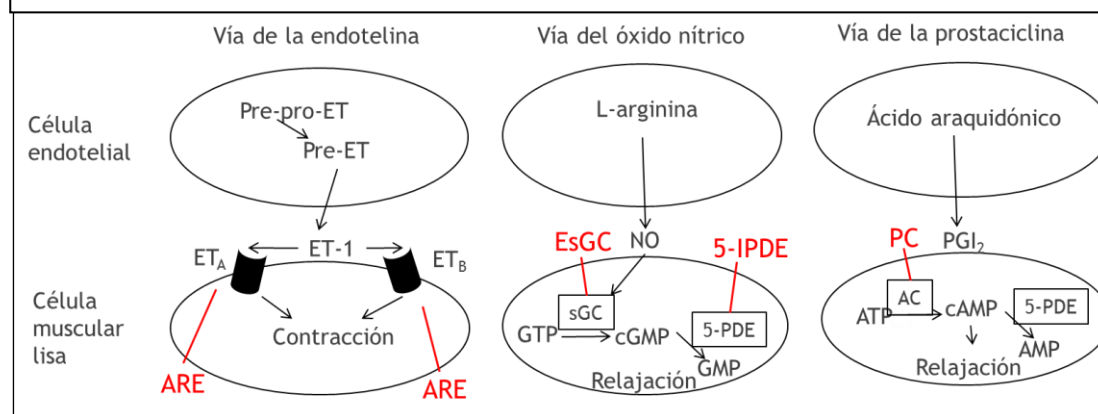 Vía de la endotelina
Vía del óxido nítrico
Vía de la prostaciclina
Célula
endotelial
Pre-pro-ET
Pre-ET
L-arginina
Ácido araquidónico
Célula
muscular
lisa
ET-1
ETA
ETB
Contracción
ARE
ARE
EsGC
NO
5-IPDE
sGC
GTP
cGMP
5-PDE
GMP
Relajación
PC
PGI2
AC
ATP
cAMP
5-PDE
AMP
Relajación